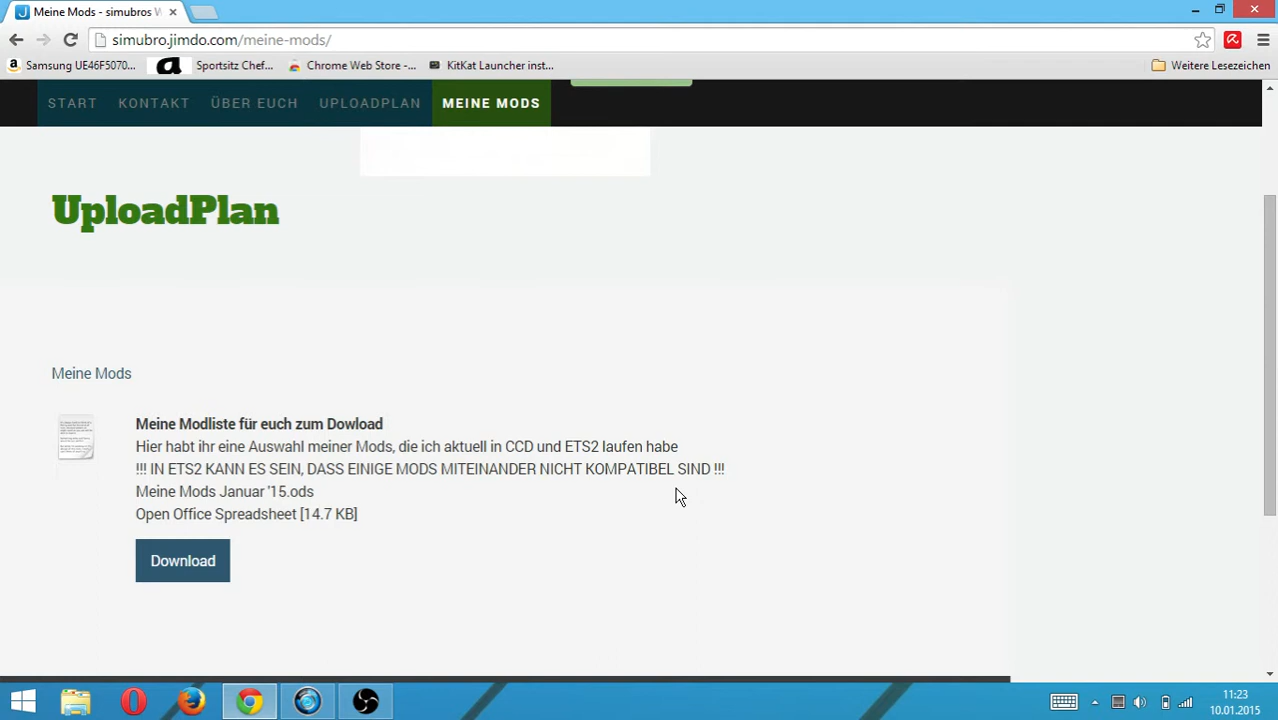 Meine Mods - simubros W
simubro.jimdo.com/meine-mods/
Samsung UE46F5070... Sportsitz Chef... Chrome Web Store -... KitKat Launcher inst... Weitere Lesezeichen
START KONTAKT ÜBER EUCH UPLOADPLAN MEINE MODS
UploadPlan
Meine Mods
Meine Modliste für euch zum Dowload
Hier habt ihr eine Auswahl meiner Mods, die ich aktuell in CCD und ETS2 laufen habe
!!! IN ETS2 KANN ES SEIN, DASS EINIGE MODS MITEINANDER NICHT KOMPATIBEL SIND !!!
Meine Mods Januar '15.ods
Open Office Spreadsheet [14.7 KB]
Download
11:23
10.01.2015